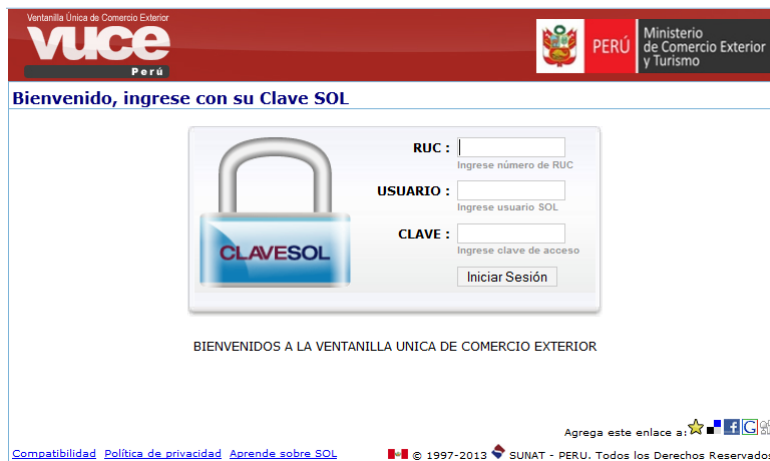 Ventanilla Única de Comercio Exterior
vuce
Perú
PERÚ
Ministerio
de Comercio Exterior
y Turismo
Bienvenido, ingrese con su Clave SOL
RUC :
Ingrese número de RUC
USUARIO :
Ingrese usuario SOL
CLAVE :
Ingrese clave de acceso
CLAVESOL
Iniciar Sesión
BIENVENIDOS A LA VENTANILLA UNICA DE COMERCIO EXTERIOR
Agrega este enlace a:
Compatibilidad Política de privacidad Aprende sobre SOL
© 1997-2013 SUNAT - PERU. Todos los Derechos Reservados